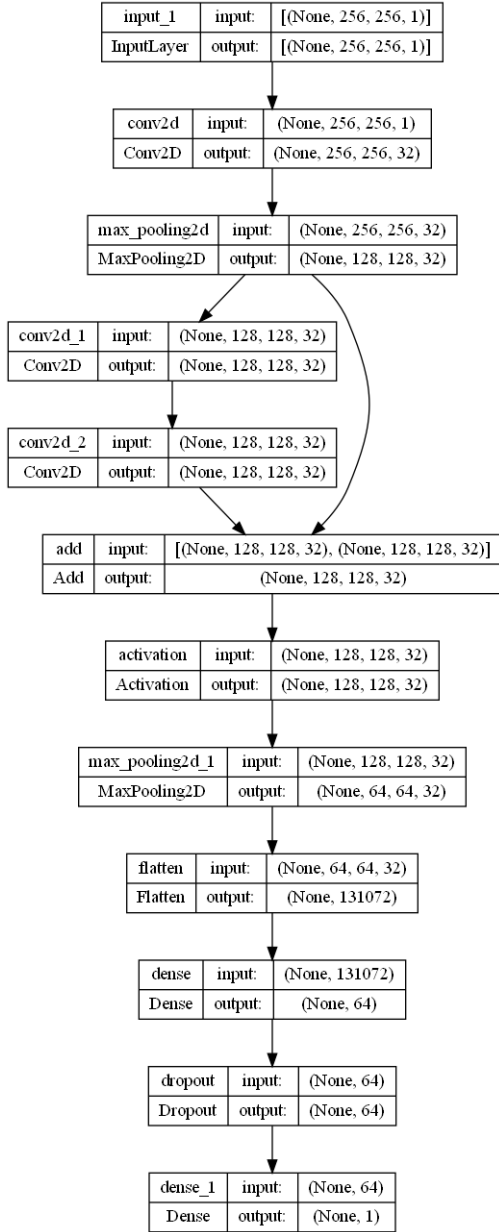 input_1 input: [(None, 256, 256, 1)]
InputLayer output: [(None, 256, 256, 1)]
conv2d input: (None, 256, 256, 1)
Conv2D output: (None, 256, 256, 32)
max_pooling2d input: (None, 256, 256, 32)
MaxPooling2D output: (None, 128, 128, 32)
conv2d_1 input: (None, 128, 128, 32)
Conv2D output: (None, 128, 128, 32)
conv2d_2 input: (None, 128, 128, 32)
Conv2D output: (None, 128, 128, 32)
add input: [(None, 128, 128, 32), (None, 128, 128, 32)]
Add output: (None, 128, 128, 32)
activation input: (None, 128, 128, 32)
Activation output: (None, 128, 128, 32)
max_pooling2d_1 input: (None, 128, 128, 32)
MaxPooling2D output: (None, 64, 64, 32)
flatten input: (None, 64, 64, 32)
Flatten output: (None, 131072)
dense input: (None, 131072)
Dense output: (None, 64)
dropout input: (None, 64)
Dropout output: (None, 64)
dense_1 input: (None, 64)
Dense output: (None, 1)